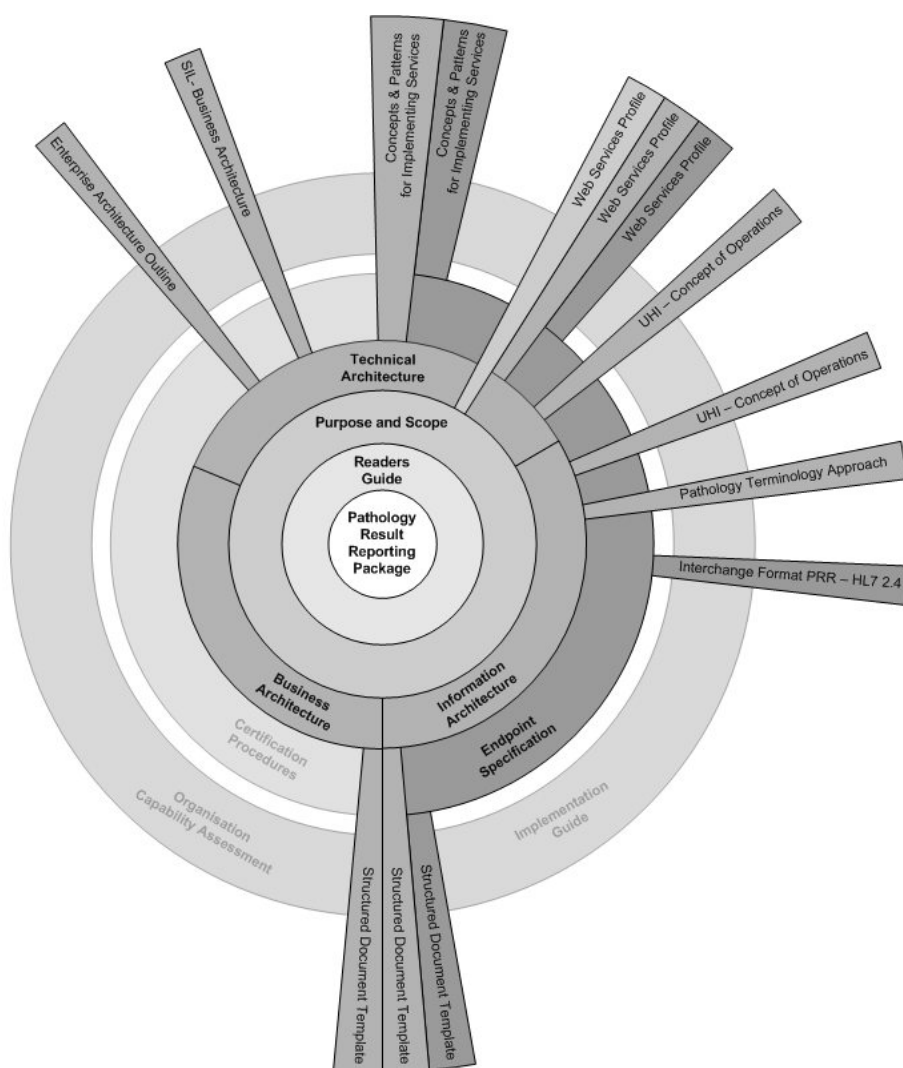 Enterprise Architecture Outline
SIL- Business Architecture
Concepts & Patterns
for Implementing Services
Concepts & Patterns
for Implementing Services
Web Services Profile
Web Services Profile
Web Services Profile
UHI – Concept of Operations
UHI – Concept of Operations
Pathology Terminology Approach
Interchange Format PRR – HL7 2.4
Technical
Architecture
Purpose and Scope
Readers
Guide
Pathology
Result
Reporting
Package
Business
Architecture
Information
Architecture
Endpoint
Specification
Certification
Procedures
Organisation
Capability Assessment
Implementation
Guide
Structured Document Template
Structured Document Template
Structured Document Template